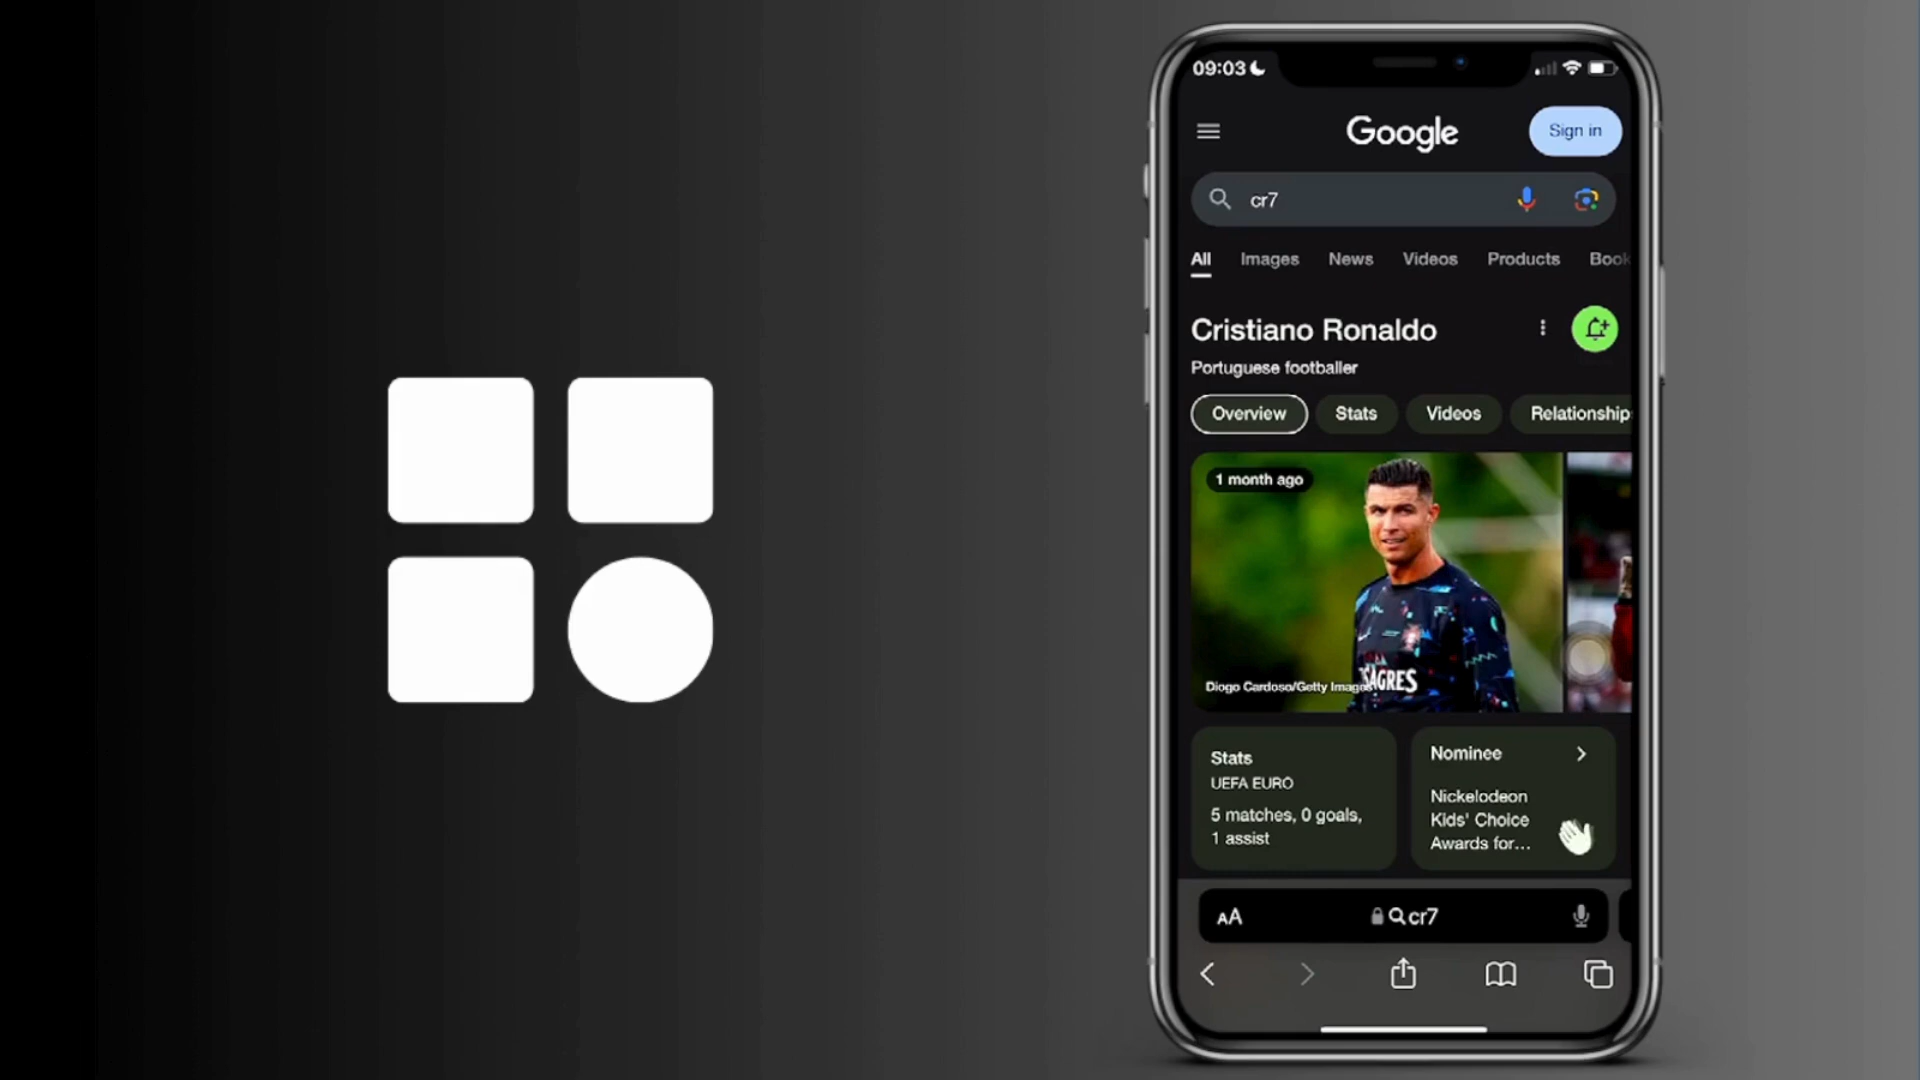 09:03
Google
Sign in
cr7
All Images News Videos Products Book
Cristiano Ronaldo
Portuguese footballer
Overview Stats Videos Relationship
1 month ago
SAGRES
Diogo Cardoso/Getty Images
Stats
UEFA EURO
5 matches, 0 goals,
1 assist
Nominee
Nickelodeon
Kids' Choice
Awards for...
AA cr7